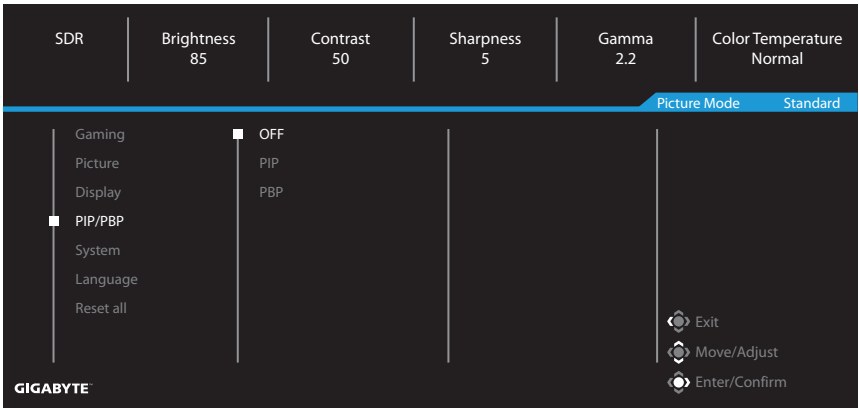 SDR
Brightness
85
Contrast
50
Sharpness
5
Gamma
2.2
Color Temperature
Normal
Picture Mode Standard
Gaming
Picture
Display
PIP/PBP
System
Language
Reset all
OFF
PIP
PBP
Exit
Move/Adjust
Enter/Confirm
GIGABYTE™